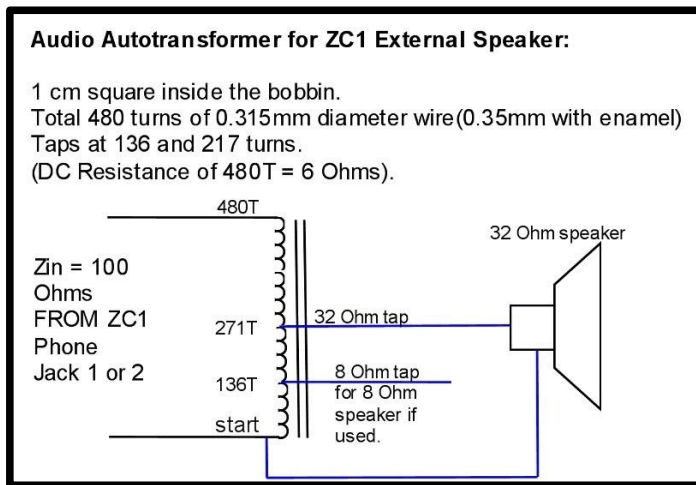 Audio Autotransformer for ZC1 External Speaker:
1 cm square inside the bobbin.
Total 480 turns of 0.315mm diameter wire(0.35mm with enamel)
Taps at 136 and 217 turns.
(DC Resistance of 480T = 6 Ohms).
480T
32 Ohm speaker
Zin = 100
Ohms
FROM ZC1
Phone
Jack 1 or 2
271T
32 Ohm tap
136T
8 Ohm tap
for 8 Ohm
speaker if
used.
start